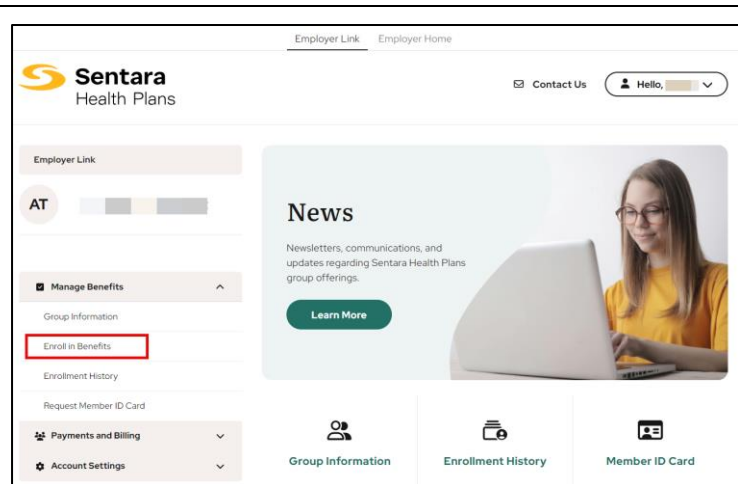 Employer Link Employer Home
Sentara
Health Plans
Contact Us
Hello,
Employer Link
AT
News
Newsletters, communications, and
updates regarding Sentara Health Plans
group offerings.
Learn More
Manage Benefits
Group Information
Enroll in Benefits
Enrollment History
Request Member ID Card
Payments and Billing
Account Settings
Group Information
Enrollment History
Member ID Card